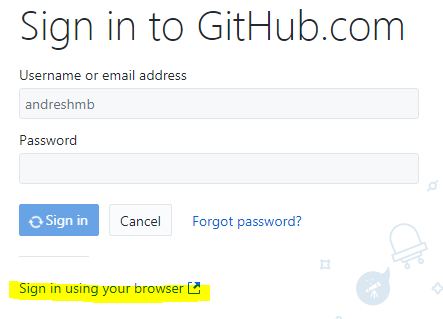 Sign in to GitHub.com
Username or email address
andreshmb
Password
Sign in Cancel Forgot password?
Sign in using your browser